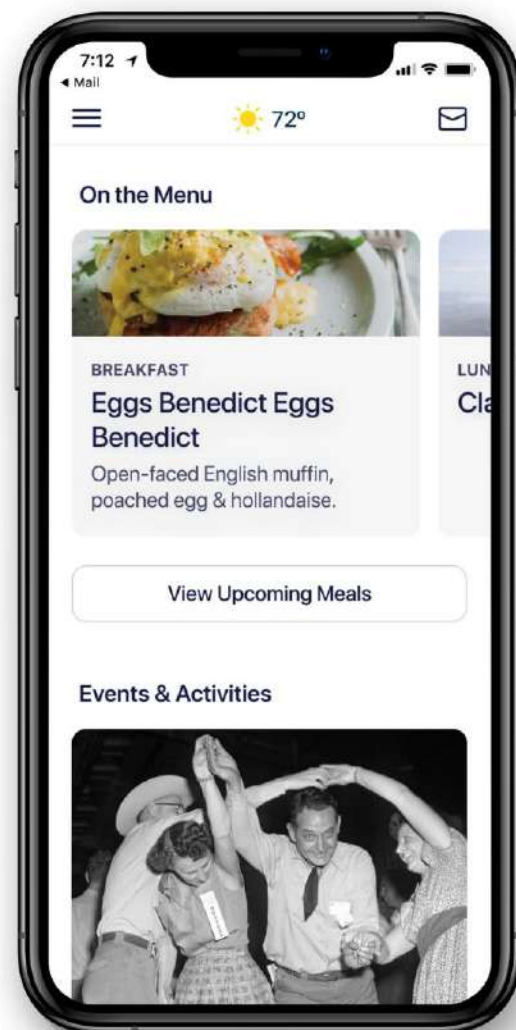 7:12
Mail
72°
On the Menu
BREAKFAST
Eggs Benedict Eggs
Benedict
Open-faced English muffin,
poached egg & hollandaise.
LUN
Cla
View Upcoming Meals
Events & Activities